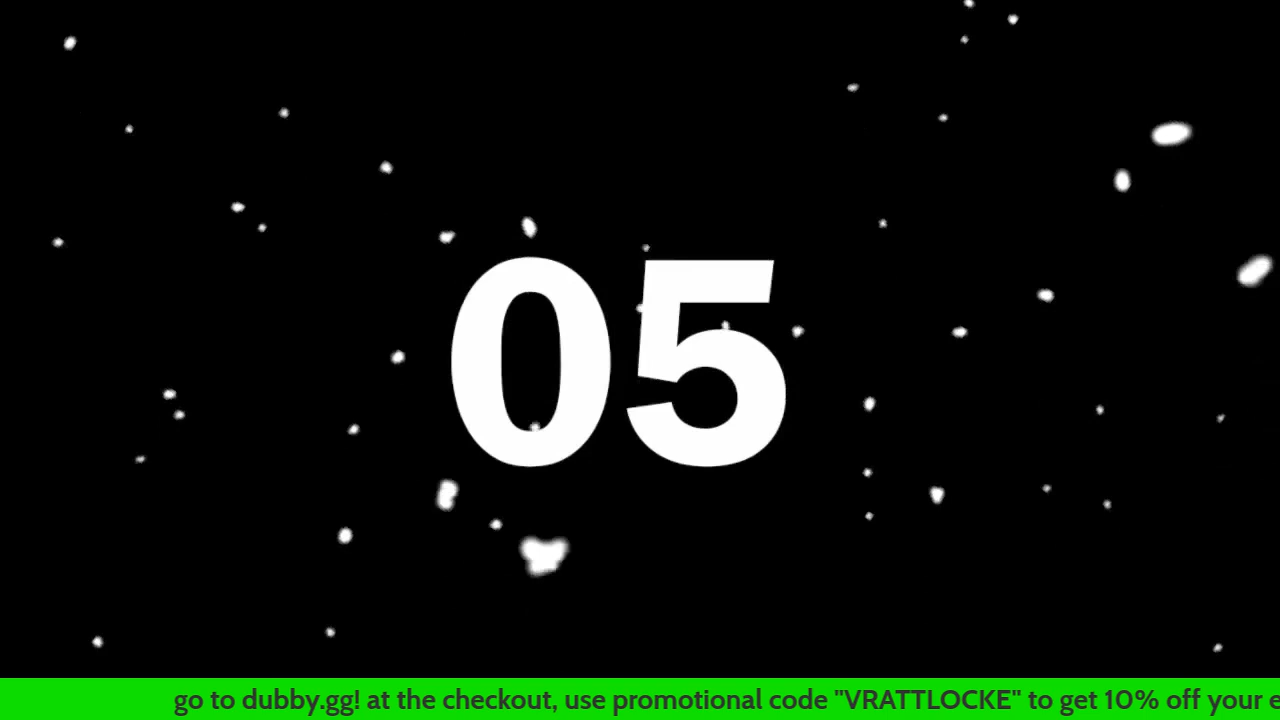 05
go to dubby.gg! at the checkout, use promotional code "VRATTLOCKE" to get 10% off your